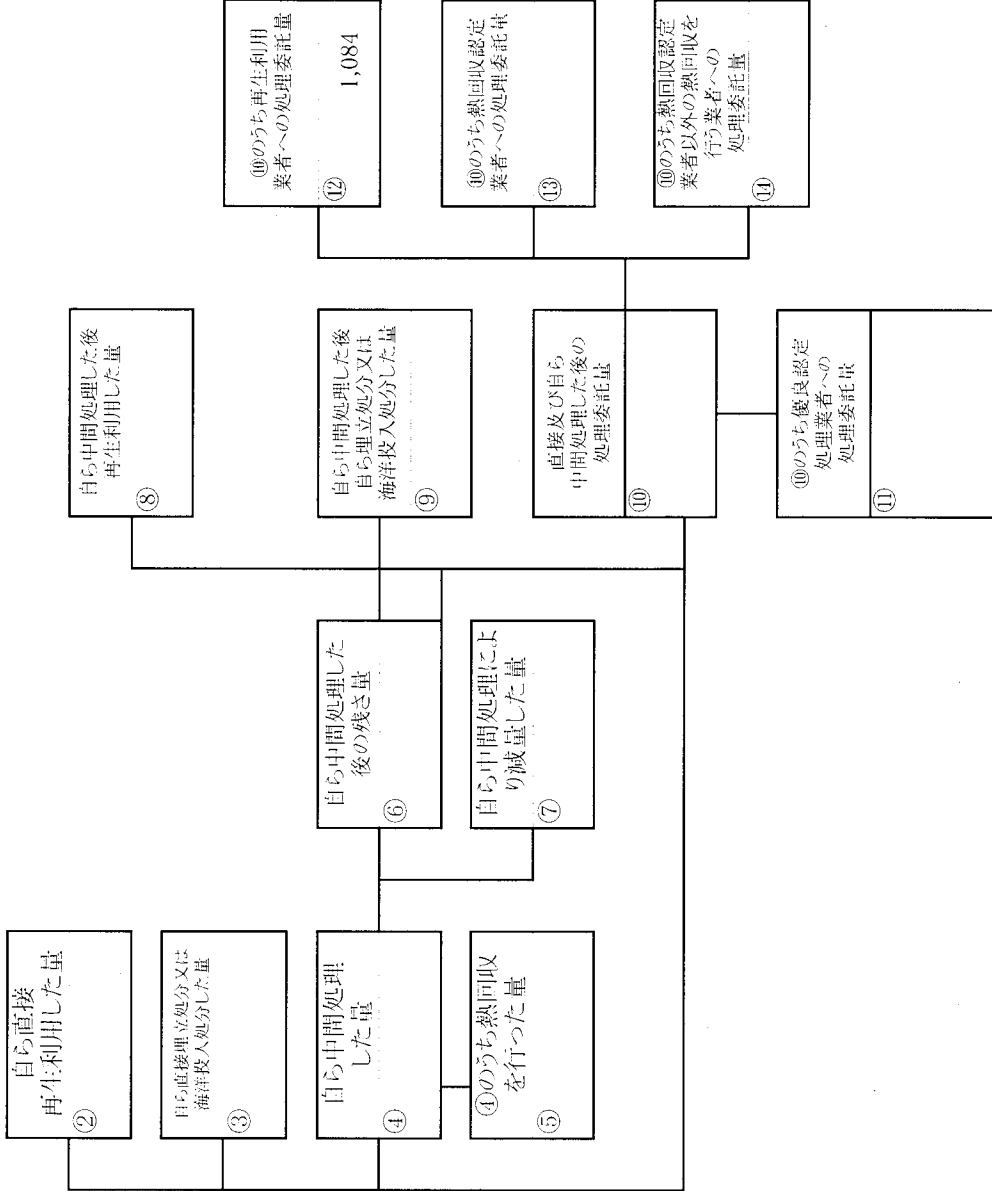 自ら直接
再生利用した量
②
自ら直接埋立処分又は
海洋投入処分した量
③
自ら中間処理
した量
④
④のうち熱回収
を行った量
⑤
自ら中間処理した
後の残さ量
⑥
自ら中間処理によ
り減量した量
⑦
自ら中間処理した後
再生利用した量
⑧
自ら中間処理した後
自ら埋立処分又は
海洋投入処分した量
⑨
直接及び自ら
中間処理した後の
処理委託量
⑩
⑩のうち優良認定
処理業者への
処理委託量
⑪
⑩のうち再生利用
業者への処理委託量
⑫
1,084
⑩のうち熱回収認定
業者への処理委託量
⑬
⑩のうち熱回収認定
業者以外の熱回収を
行う業者への
処理委託量
⑭